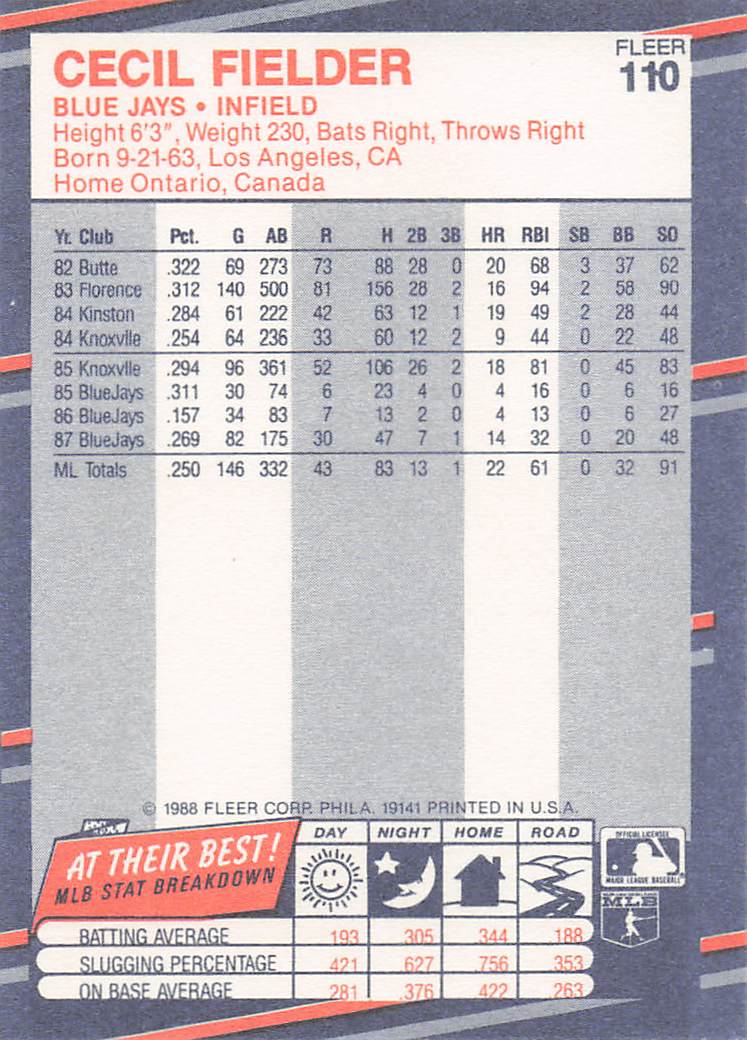 FLEER
CECIL FIELDER 110
BLUE JAYS • INFIELD
Height 6'3", Weight 230, Bats Right, Throws Right
Born 9-21-63, Los Angeles, CA
Home Ontario, Canada
Yr. Club Pct. G AB R H 2B 3B HR RBI SB BB SO
82 Butte .322 69 273 73 88 28 0 20 68 3 37 62
83 Florence .312 140 500 81 156 28 2 16 94 2 58 90
84 Kinston .284 61 222 42 63 12 1 19 49 2 28 44
84 Knoxvlle .254 64 236 33 60 12 2 9 44 0 22 48
85 Knoxvlle .294 96 361 52 106 26 2 18 81 0 45 83
85 BlueJays .311 30 74 6 23 4 0 4 16 0 6 16
86 BlueJays .157 34 83 7 13 2 0 4 13 0 6 27
87 BlueJays .269 82 175 30 47 7 1 14 32 0 20 48
ML Totals .250 146 332 43 83 13 1 22 61 0 32 91
© 1988 FLEER CORP. PHILA. 19141 PRINTED IN U.S.A.
DAY NIGHT HOME ROAD
AT THEIR BEST!
MLB STAT BREAKDOWN
OFFICIAL LICENSEE
MAJOR LEAGUE BASEBALL
MLB
BATTING AVERAGE .193 .305 .344 .188
SLUGGING PERCENTAGE .421 .627 .756 .353
ON BASE AVERAGE .281 .376 .422 .263